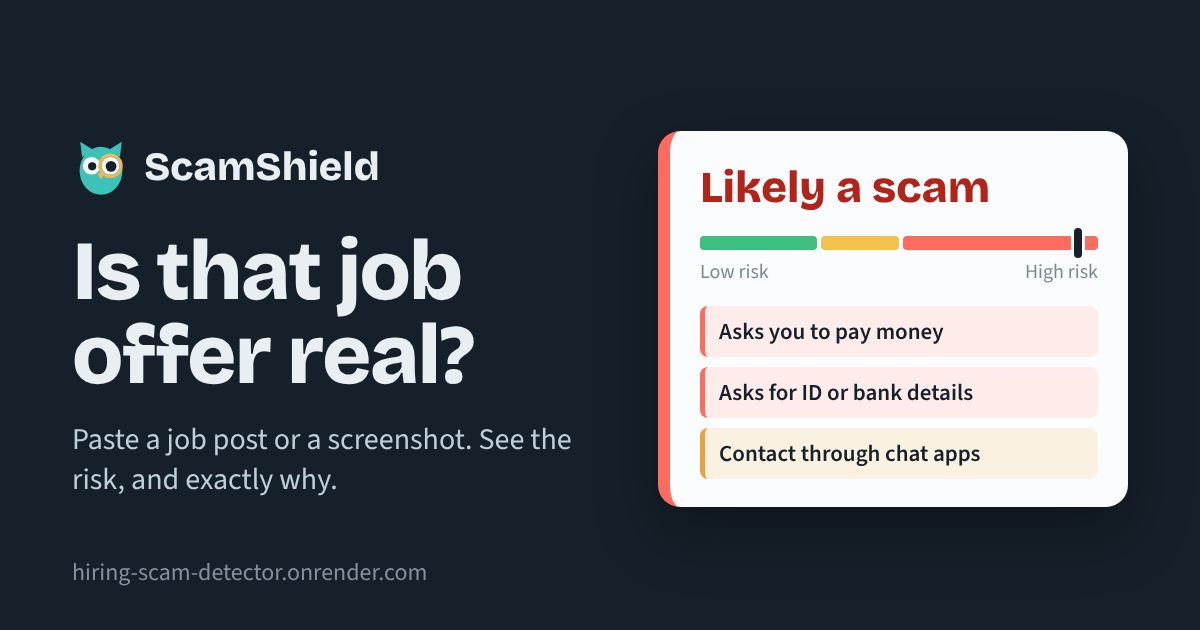 ScamShield
Is that job
offer real?
Paste a job post or a screenshot. See the
risk, and exactly why.
hiring-scam-detector.onrender.com
Likely a scam
Low risk
High risk
Asks you to pay money
Asks for ID or bank details
Contact through chat apps